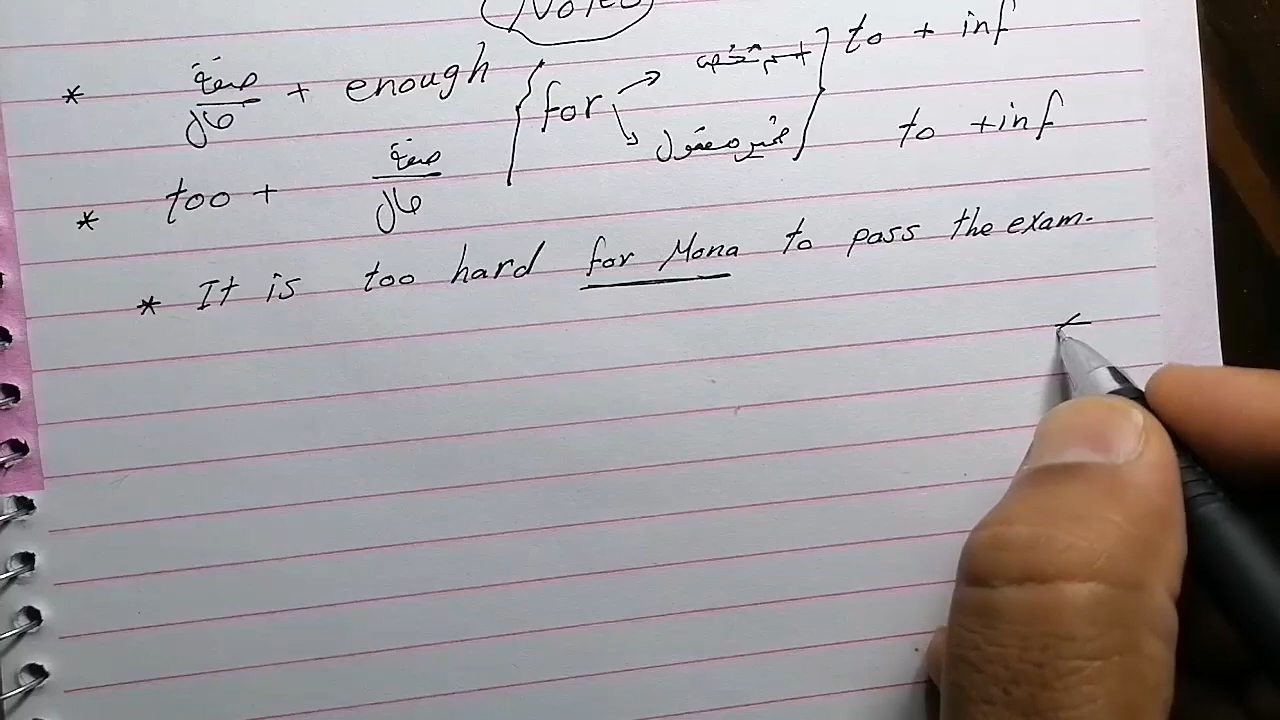 Notes
* صفة + enough { for → اسم شخص } to + inf
حال
ضمير مفعول to + inf
* too + صفة
حال
* It is too hard for Mona to pass the exam.